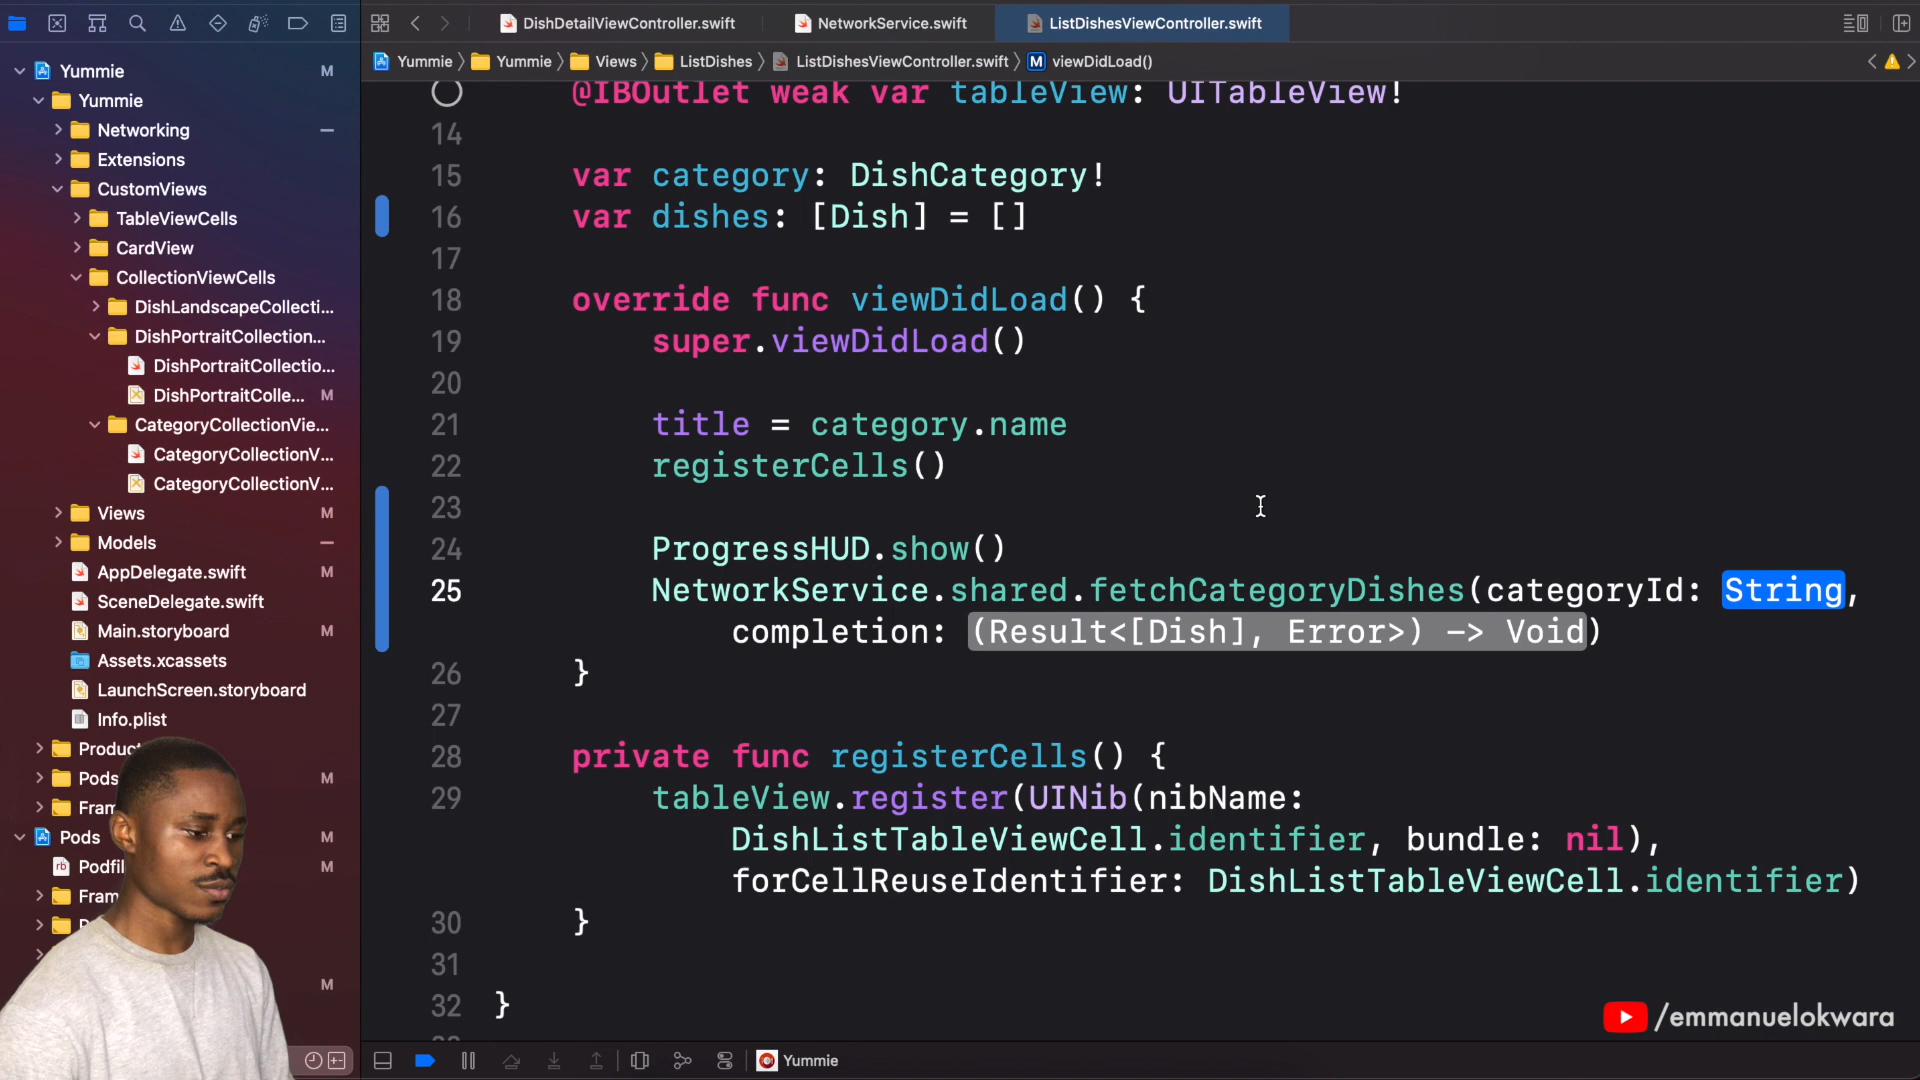 DishDetailViewController.swift
NetworkService.swift
ListDishesViewController.swift
Yummie
Yummie
Views
ListDishes
ListDishesViewController.swift
M
viewDidLoad()
Yummie M
Yummie
Networking
Extensions
CustomViews
TableViewCells
CardView
CollectionViewCells
DishLandscapeCollecti...
DishPortraitCollection...
DishPortraitCollectio...
DishPortraitColle... M
CategoryCollectionVie...
CategoryCollectionV...
CategoryCollectionV...
Views M
Models
AppDelegate.swift M
SceneDelegate.swift
Main.storyboard M
Assets.xcassets
LaunchScreen.storyboard
Info.plist
Pods M
Pods M
rb M
M
@IBOutlet weak var tableView: UITableView!
14
15 var category: DishCategory!
16 var dishes: [Dish] = []
17
18 override func viewDidLoad() {
19 super.viewDidLoad()
20
21 title = category.name
22 registerCells()
23
24 ProgressHUD.show()
25 NetworkService.shared.fetchCategoryDishes(categoryId: String,
completion: (Result<[Dish], Error>) -> Void)
26 }
27
28 private func registerCells() {
29 tableView.register(UINib(nibName:
DishListTableViewCell.identifier, bundle: nil),
forCellReuseIdentifier: DishListTableViewCell.identifier)
30 }
31
32 }
/emmanuelokwara
Yummie